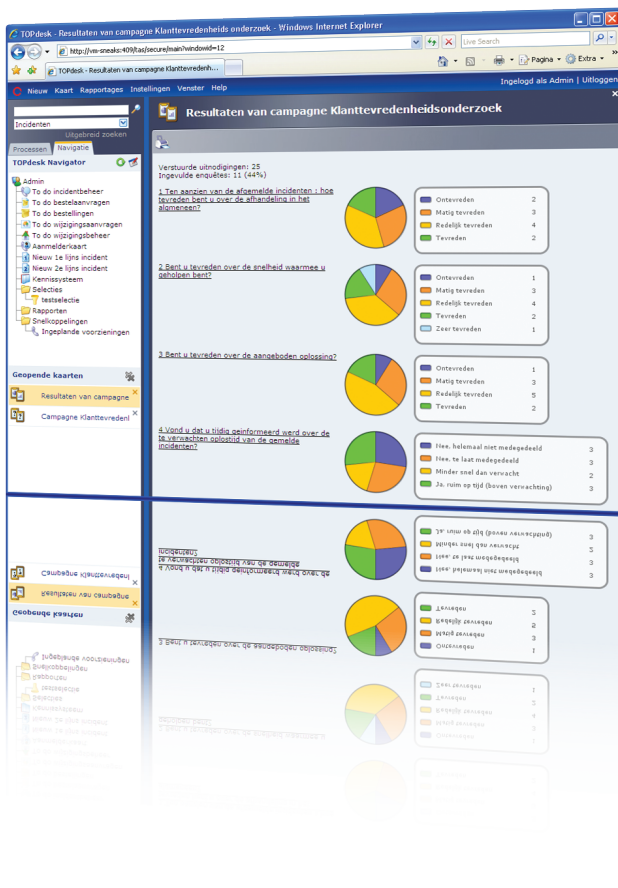 TOPdesk - Resultaten van campagne Klanttevredenheids onderzoek - Windows Internet Explorer
http://vm-sneaks:409/tas/secure/main?windowid=12
Live Search
TOPdesk - Resultaten van campagne Klanttevredenh...
Pagina
Extra
»
Nieuw Kaart Rapportages Instellingen Venster Help
Ingelogd als Admin | Uitloggen
Incidenten
Uitgebreid zoeken
Processen Navigatie
TOPdesk Navigator
Admin
To do incidentbeheer
To do bestelaanvragen
To do bestellingen
To do wijzigingsaanvragen
To do wijzigingsbeheer
Aanmelderkaart
Nieuw 1e lijns incident
Nieuw 2e lijns incident
Kennissysteem
Selecties
testselectie
Rapporten
Snelkoppelingen
Ingeplande voorzieningen
Geopende kaarten
Resultaten van campagne
Campagne Klanttevredenl
Resultaten van campagne Klanttevredenheidsonderzoek
Verstuurde uitnodigingen: 25
Ingevulde enquêtes: 11 (44%)
1 Ten aanzien van de afgemelde incidenten : hoe
tevreden bent u over de afhandeling in het
algmeneen?
Ontevreden 2
Matig tevreden 3
Redelijk tevreden 4
Tevreden 2
2 Bent u tevreden over de snelheid waarmee u
geholpen bent?
Ontevreden 1
Matig tevreden 3
Redelijk tevreden 4
Tevreden 2
Zeer tevreden 1
3 Bent u tevreden over de aangeboden oplossing?
Ontevreden 1
Matig tevreden 3
Redelijk tevreden 5
Tevreden 2
4 Vond u dat u tijdig geinformeerd werd over de
te verwachten oplostijd van de gemelde
incidenten?
Nee, helemaal niet medegedeeld 3
Nee, te laat medegedeeld 3
Minder snel dan verwacht 2
Ja, ruim op tijd (boven verwachting) 3